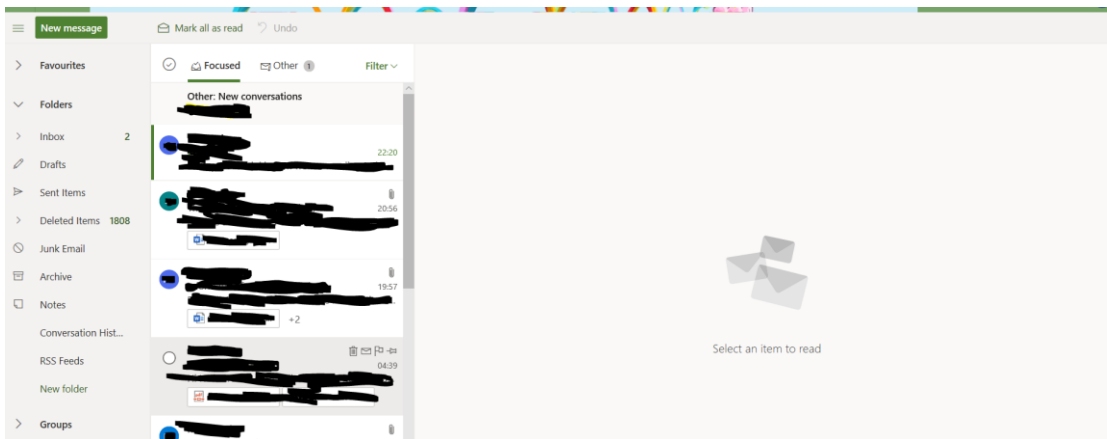 New message
Mark all as read
Undo
Favourites
Folders
Inbox 2
Drafts
Sent Items
Deleted Items 1808
Junk Email
Archive
Notes
Conversation Hist...
RSS Feeds
New folder
Groups
Focused
Other 1
Filter
Other: New conversations
22:20
20:56
19:57
+2
04:39
Select an item to read